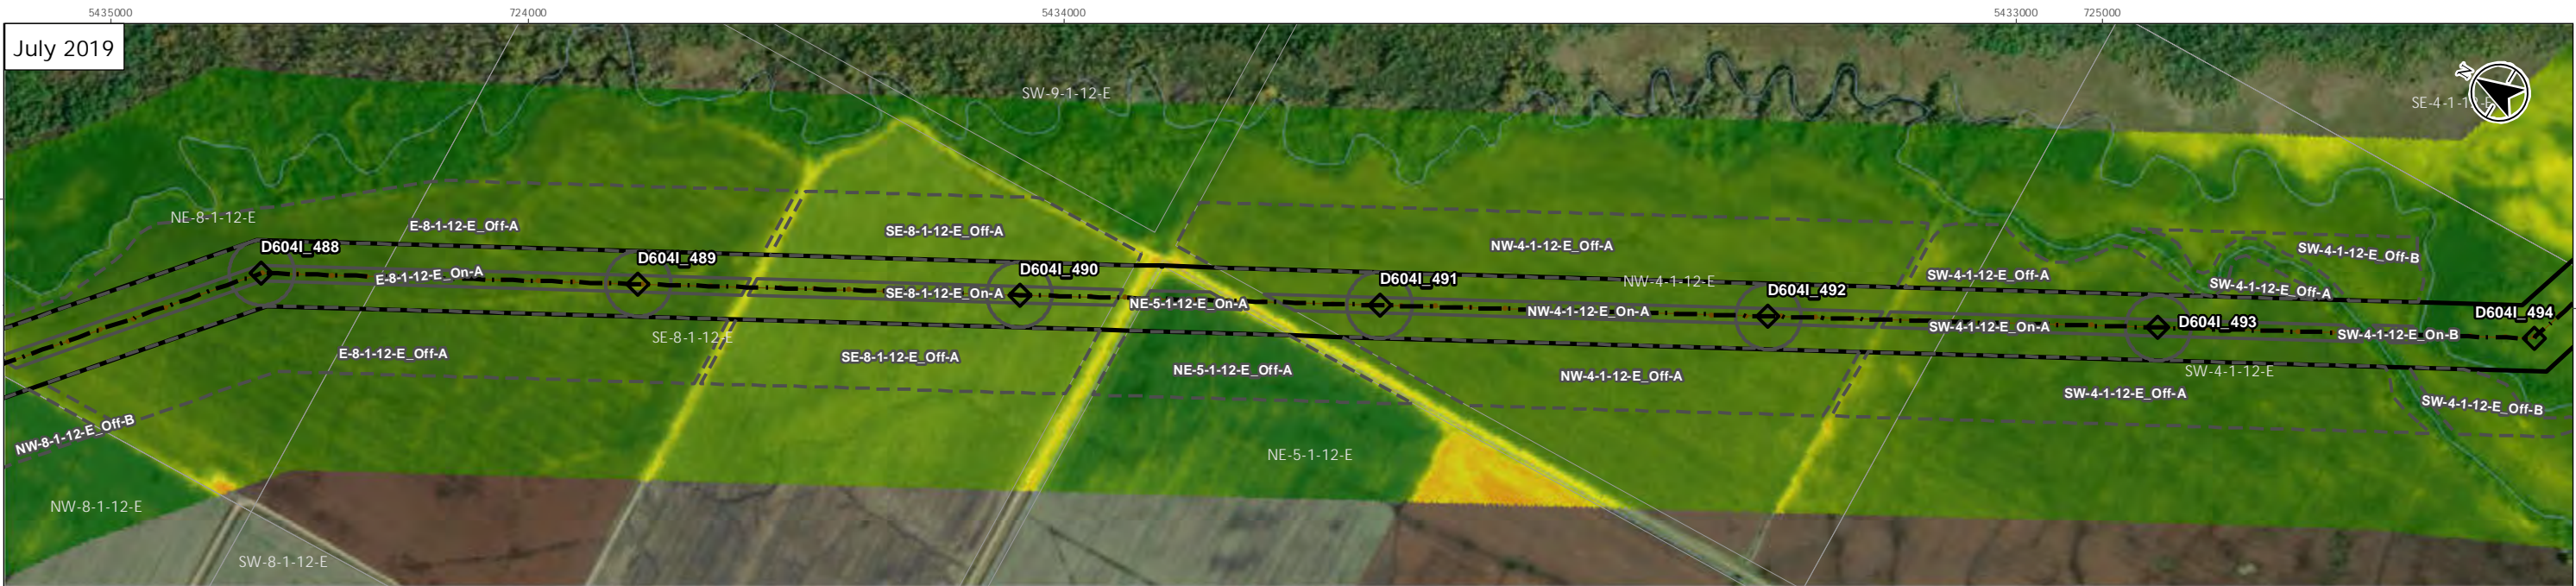 5435000
724000
5434000
5433000
725000
July 2019
N
SW-9-1-12-E
NE-8-1-12-E
E-8-1-12-E_Off-A
SE-8-1-12-E_Off-A
NW-4-1-12-E_Off-A
SW-4-1-12-E_Off-B
D604I_488
D604I_489
D604I_490
D604I_491
D604I_492
D604I_493
D604I_494
E-8-1-12-E_On-A
SE-8-1-12-E_On-A
NE-5-1-12-E_On-A
NW-4-1-12-E
NW-4-1-12-E_On-A
SW-4-1-12-E_Off-A
SW-4-1-12-E_Off-A
SW-4-1-12-E_On-A
SW-4-1-12-E_On-B
SE-8-1-12-E
E-8-1-12-E_Off-A
SE-8-1-12-E_Off-A
NE-5-1-12-E_Off-A
NW-4-1-12-E_Off-A
SW-4-1-12-E
SW-4-1-12-E_Off-A
SW-4-1-12-E_Off-B
NW-8-1-12-E_Off-B
NE-5-1-12-E
NW-8-1-12-E
SW-8-1-12-E